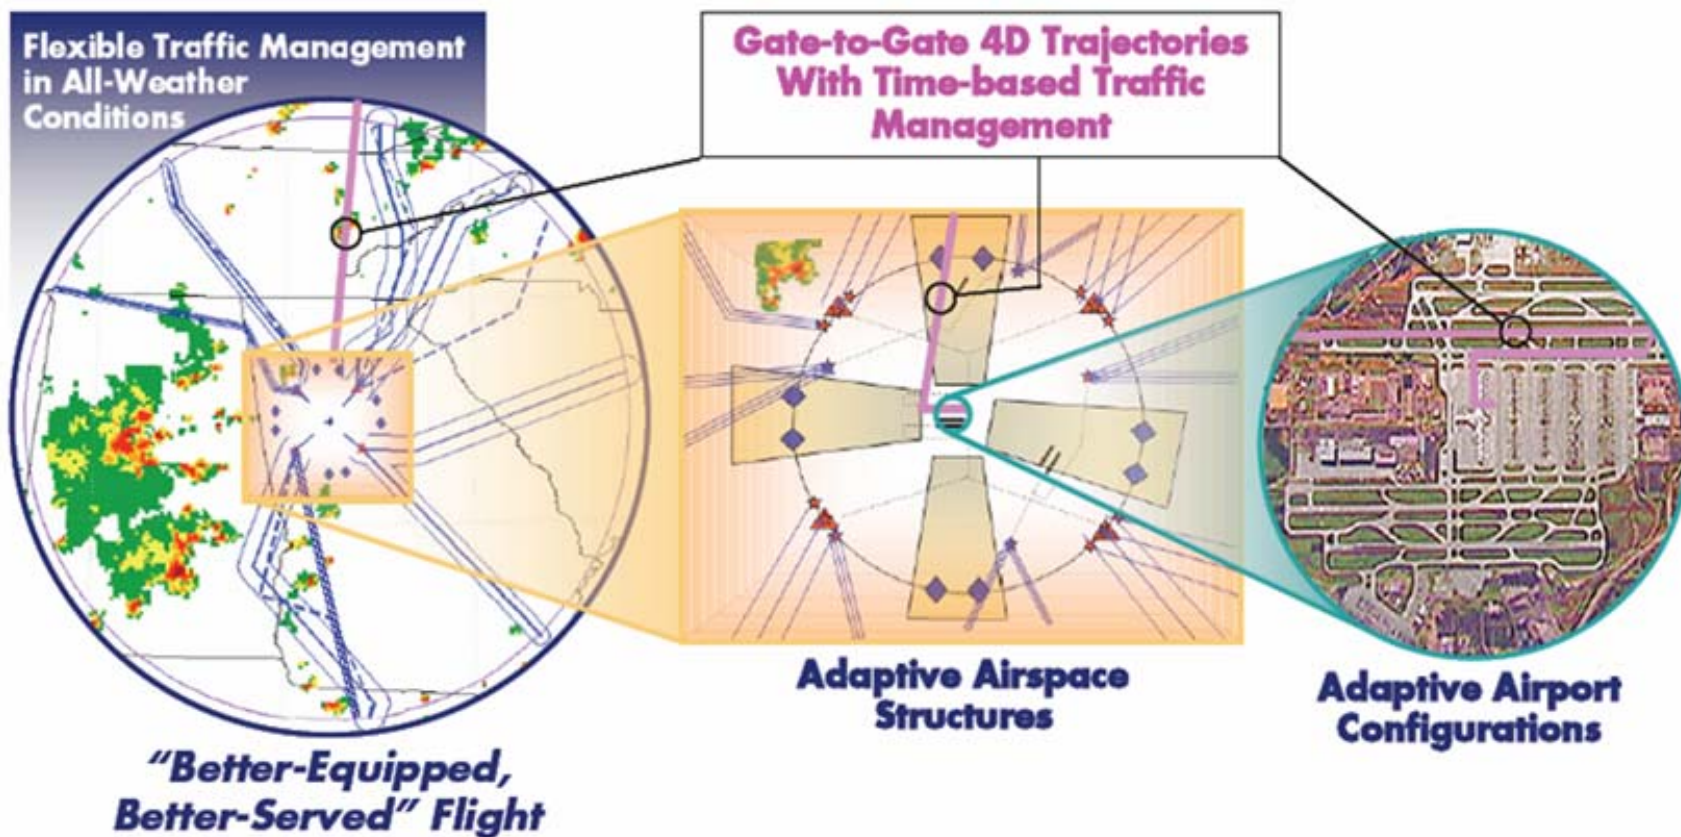 Flexible Traffic Management
in All-Weather
Conditions
Gate-to-Gate 4D Trajectories
With Time-based Traffic
Management
Adaptive Airspace
Structures
Adaptive Airport
Configurations
“Better-Equipped,
Better-Served” Flight